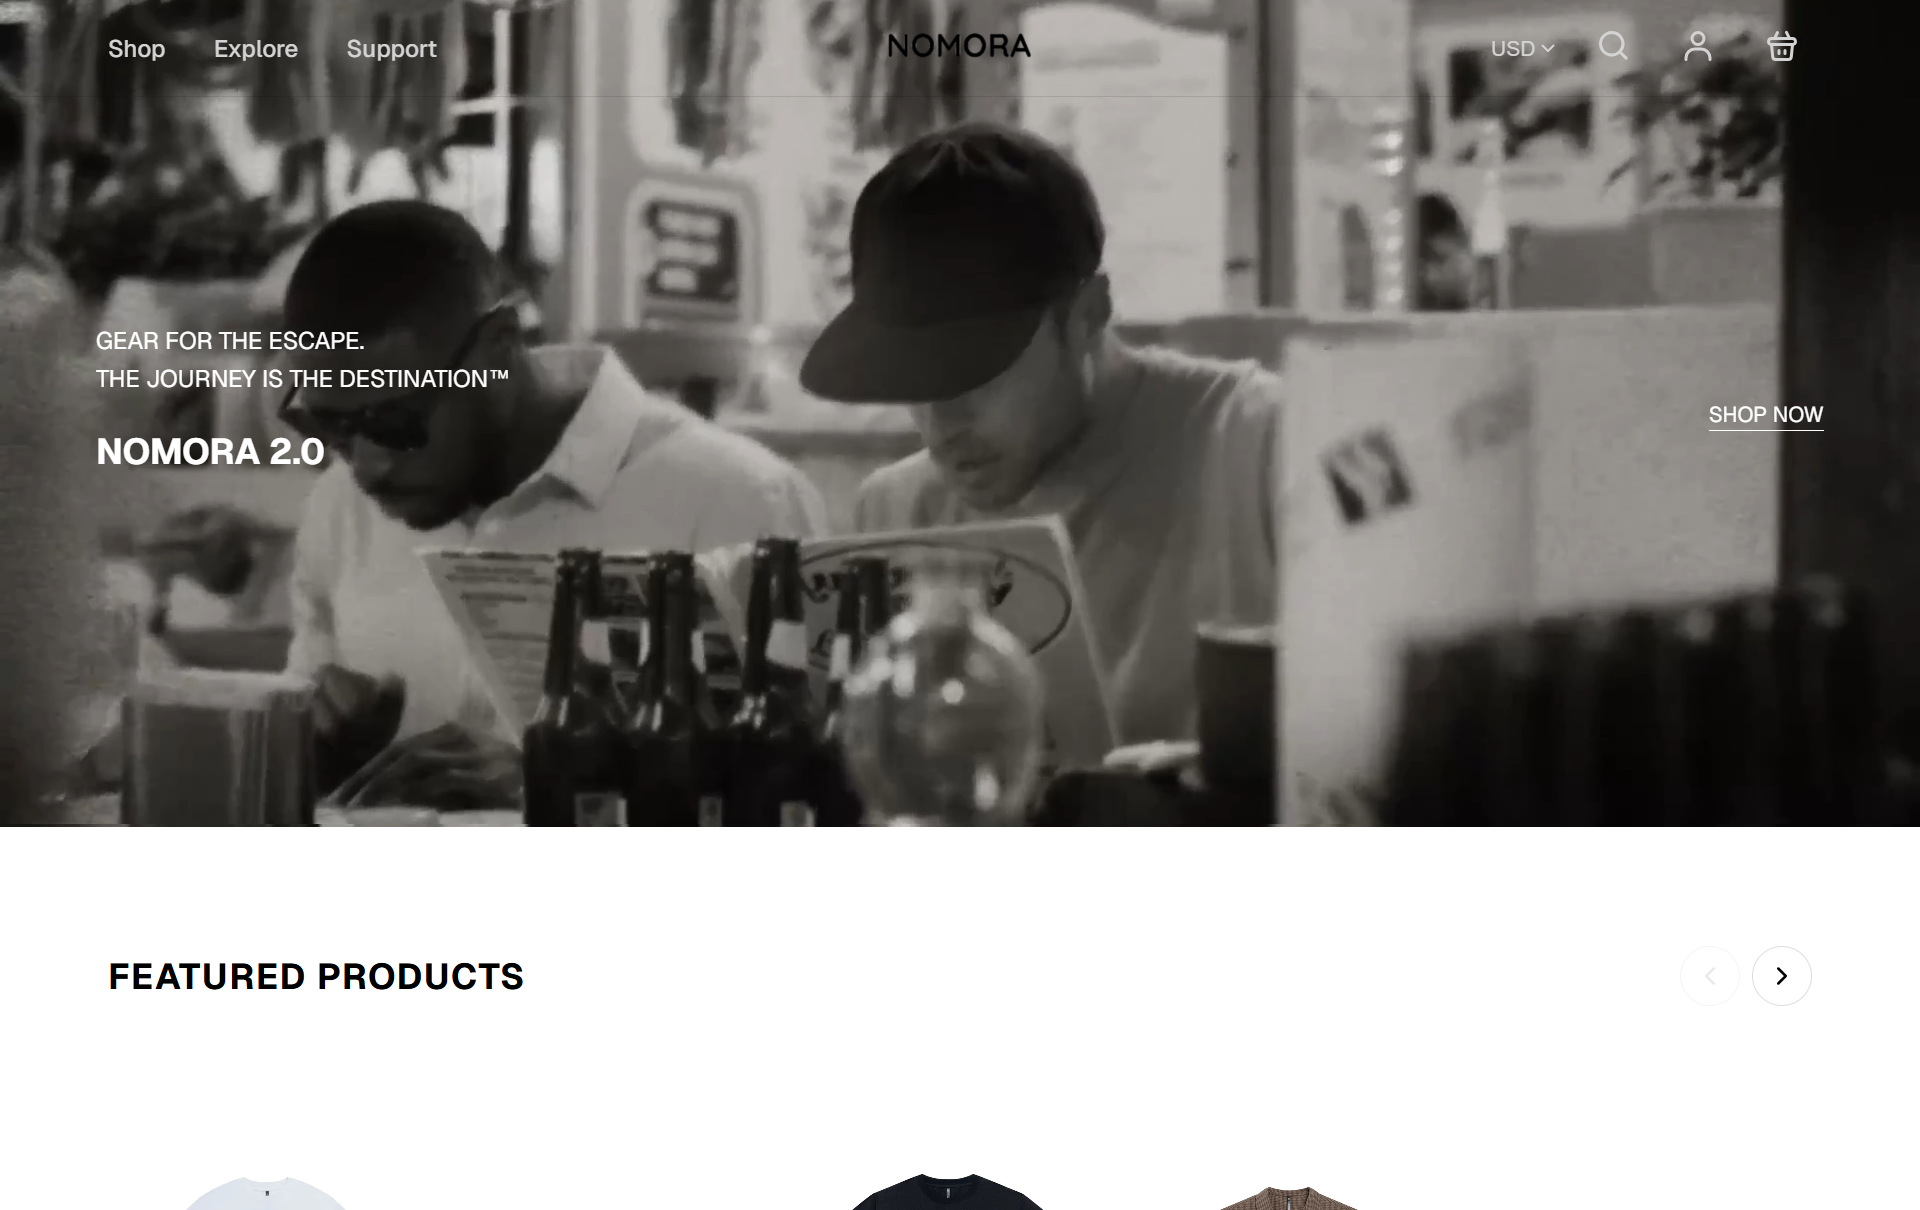 Shop
Explore
Support
NOMORA
USD
GEAR FOR THE ESCAPE.
THE JOURNEY IS THE DESTINATION™
NOMORA 2.0
SHOP NOW
FEATURED PRODUCTS